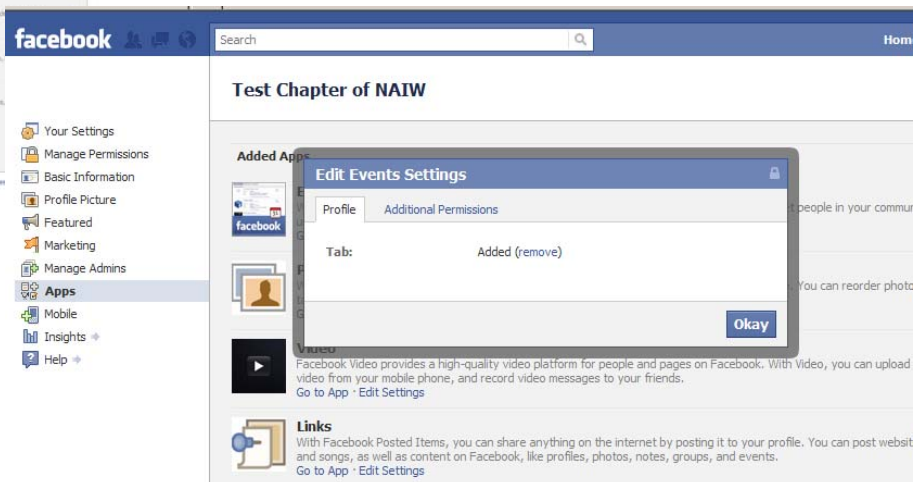 facebook
Search
Home
Test Chapter of NAIW
Your Settings
Manage Permissions
Basic Information
Profile Picture
Featured
Marketing
Manage Admins
Apps
Mobile
Insights
Help
Added Apps
facebook
Edit Events Settings
Profile
Additional Permissions
Tab:
Added (remove)
Okay
people in your commun
You can reorder photo
Video
Facebook Video provides a high-quality video platform for people and pages on Facebook. With Video, you can upload
video from your mobile phone, and record video messages to your friends.
Go to App · Edit Settings
Links
With Facebook Posted Items, you can share anything on the internet by posting it to your profile. You can post websit
and songs, as well as content on Facebook, like profiles, photos, notes, groups, and events.
Go to App · Edit Settings